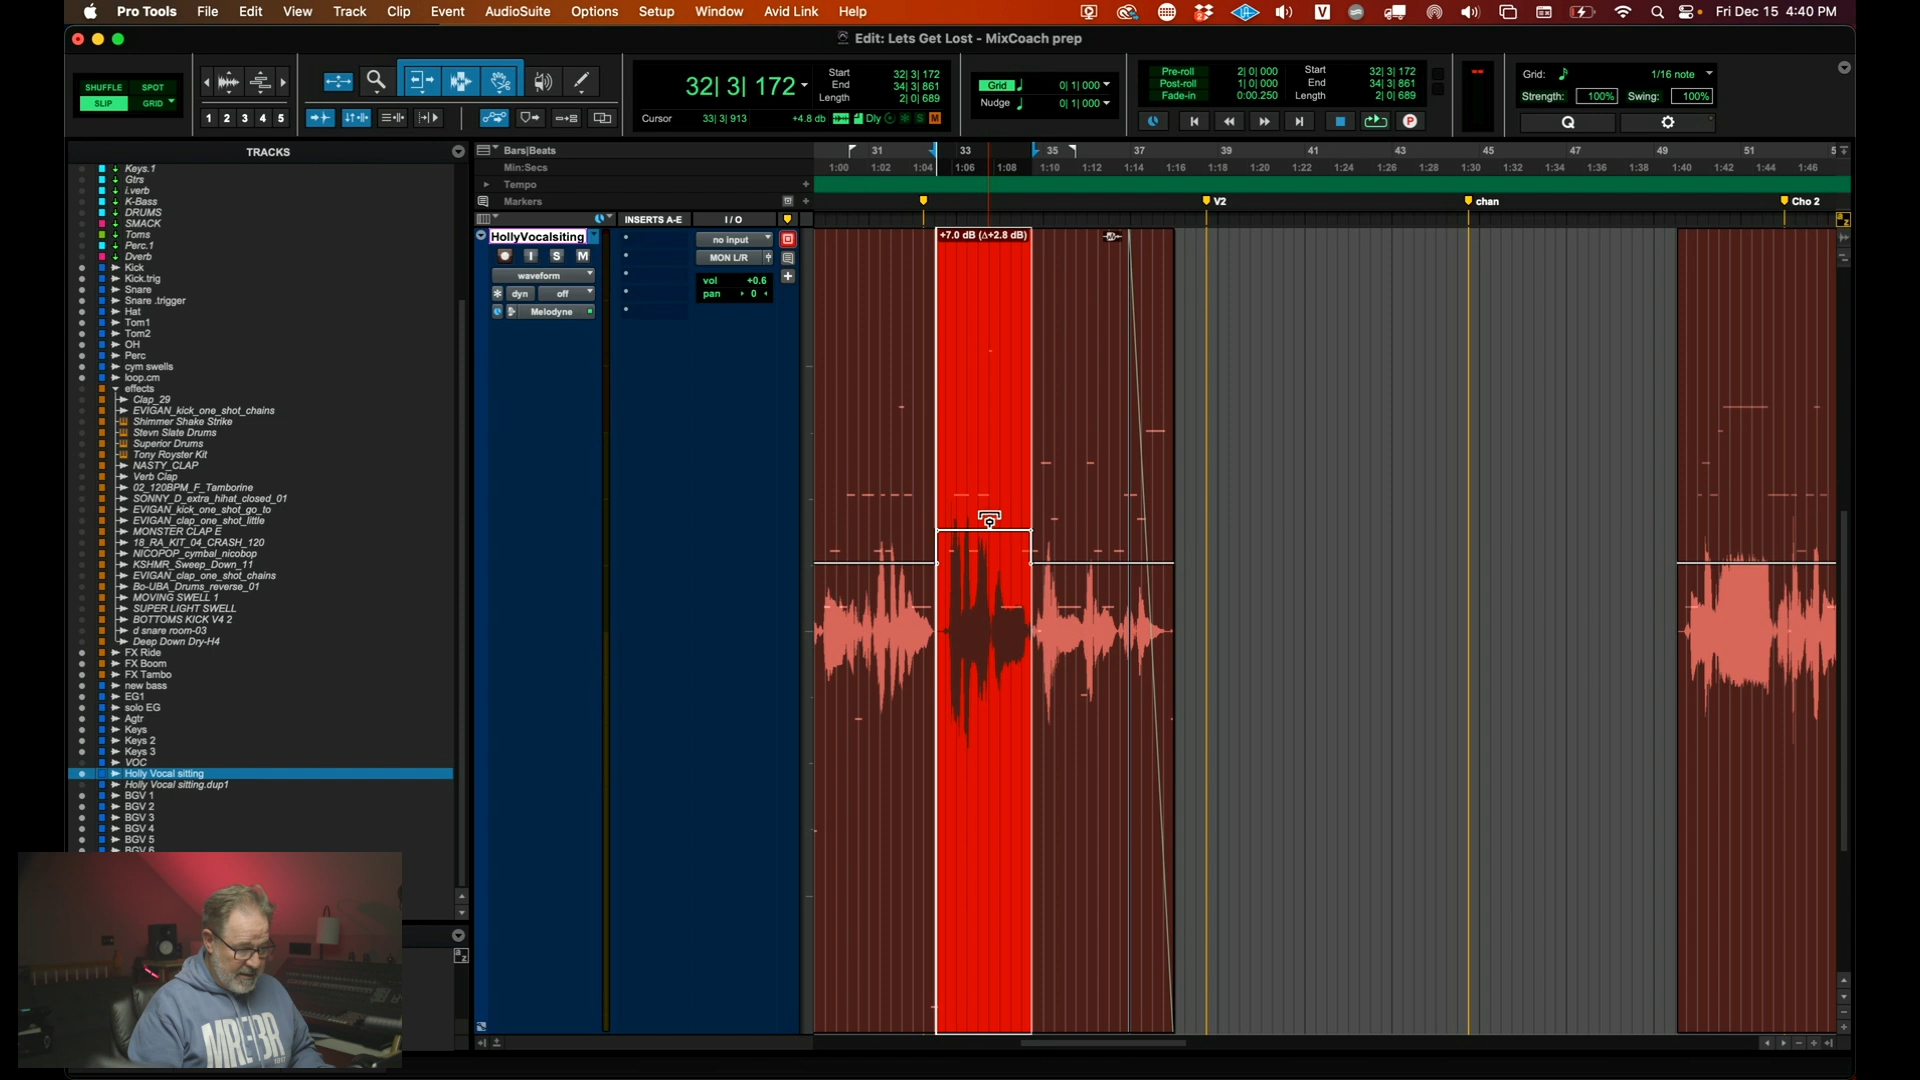 Pro Tools File Edit View Track Clip Event AudioSuite Options Setup Window Avid Link Help
Fri Dec 15 4:40 PM
Edit: Lets Get Lost - MixCoach prep
SHUFFLE SPOT
SLIP GRID
1 2 3 4 5
32| 3| 172
Start 32| 3| 172
End 34| 3| 861
Length 2| 0| 689
Cursor 33| 3| 913 +4.8 db Dly S M
Grid 0| 1| 000
Nudge 0| 1| 000
Pre-roll 2| 0| 000
Post-roll 1| 0| 000
Fade-in 0:00.250
Start 32| 3| 172
End 34| 3| 861
Length 2| 0| 689
Grid: 1/16 note
Strength: 100% Swing: 100%
Q
TRACKS
Keys.1
Gtrs
i.verb
K-Bass
DRUMS
SMACK
Toms
Perc.1
Dverb
Kick
Kick.trig
Snare
Snare .trigger
Hat
Tom1
Tom2
OH
Perc
cym swells
loop.cm
effects
Clap_29
EVIGAN_kick_one_shot_chains
Shimmer Shake Strike
Stevn Slate Drums
Superior Drums
Tony Royster Kit
NASTY_CLAP
Verb Clap
02_120BPM_F_Tamborine
SONNY_D_extra_hihat_closed_01
EVIGAN_kick_one_shot_go_to
EVIGAN_clap_one_shot_little
MONSTER CLAP E
18_RA_KIT_04_CRASH_120
NICOPOP_cymbal_nicobop
KSHMR_Sweep_Down_11
EVIGAN_clap_one_shot_chains
Bo-UBA_Drums_reverse_01
MOVING SWELL 1
SUPER LIGHT SWELL
BOTTOMS KICK V4 2
d snare room-03
Deep Down Dry-H4
FX Ride
FX Boom
FX Tambo
new bass
EG1
solo EG
Agtr
Keys
Keys 2
Keys 3
VOC
Holly Vocal sitting
Holly Vocal sitting.dup1
BGV 1
BGV 2
BGV 3
BGV 4
BGV 5
BGV 6
Bars|Beats 31 33 35 37 39 41 43 45 47 49 51 5
Min:Secs 1:00 1:02 1:04 1:06 1:08 1:10 1:12 1:14 1:16 1:18 1:20 1:22 1:24 1:26 1:28 1:30 1:32 1:34 1:36 1:38 1:40 1:42 1:44 1:46
Tempo
Markers V2 chan Cho 2
INSERTS A-E I / O
HollyVocalsiting
I S M
waveform
dyn off
Melodyne
no input
MON L/R
vol +0.6
pan 0
+7.0 dB (Δ+2.8 dB)